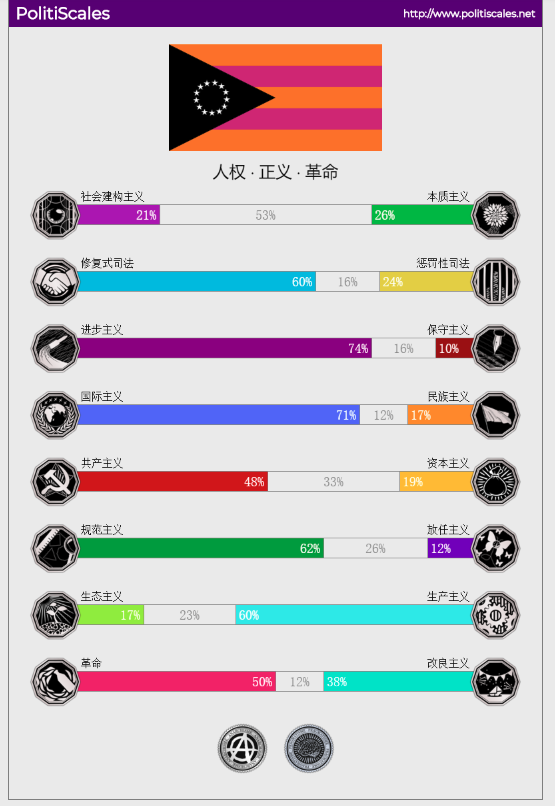 PolitiScales http://www.politiscales.net
人权 · 正义 · 革命
社会建构主义 本质主义
21% 53% 26%
修复式司法 惩罚性司法
60% 16% 24%
进步主义 保守主义
74% 16% 10%
国际主义 民族主义
71% 12% 17%
共产主义 资本主义
48% 33% 19%
规范主义 放任主义
62% 26% 12%
生态主义 生产主义
17% 23% 60%
革命 改良主义
50% 12% 38%